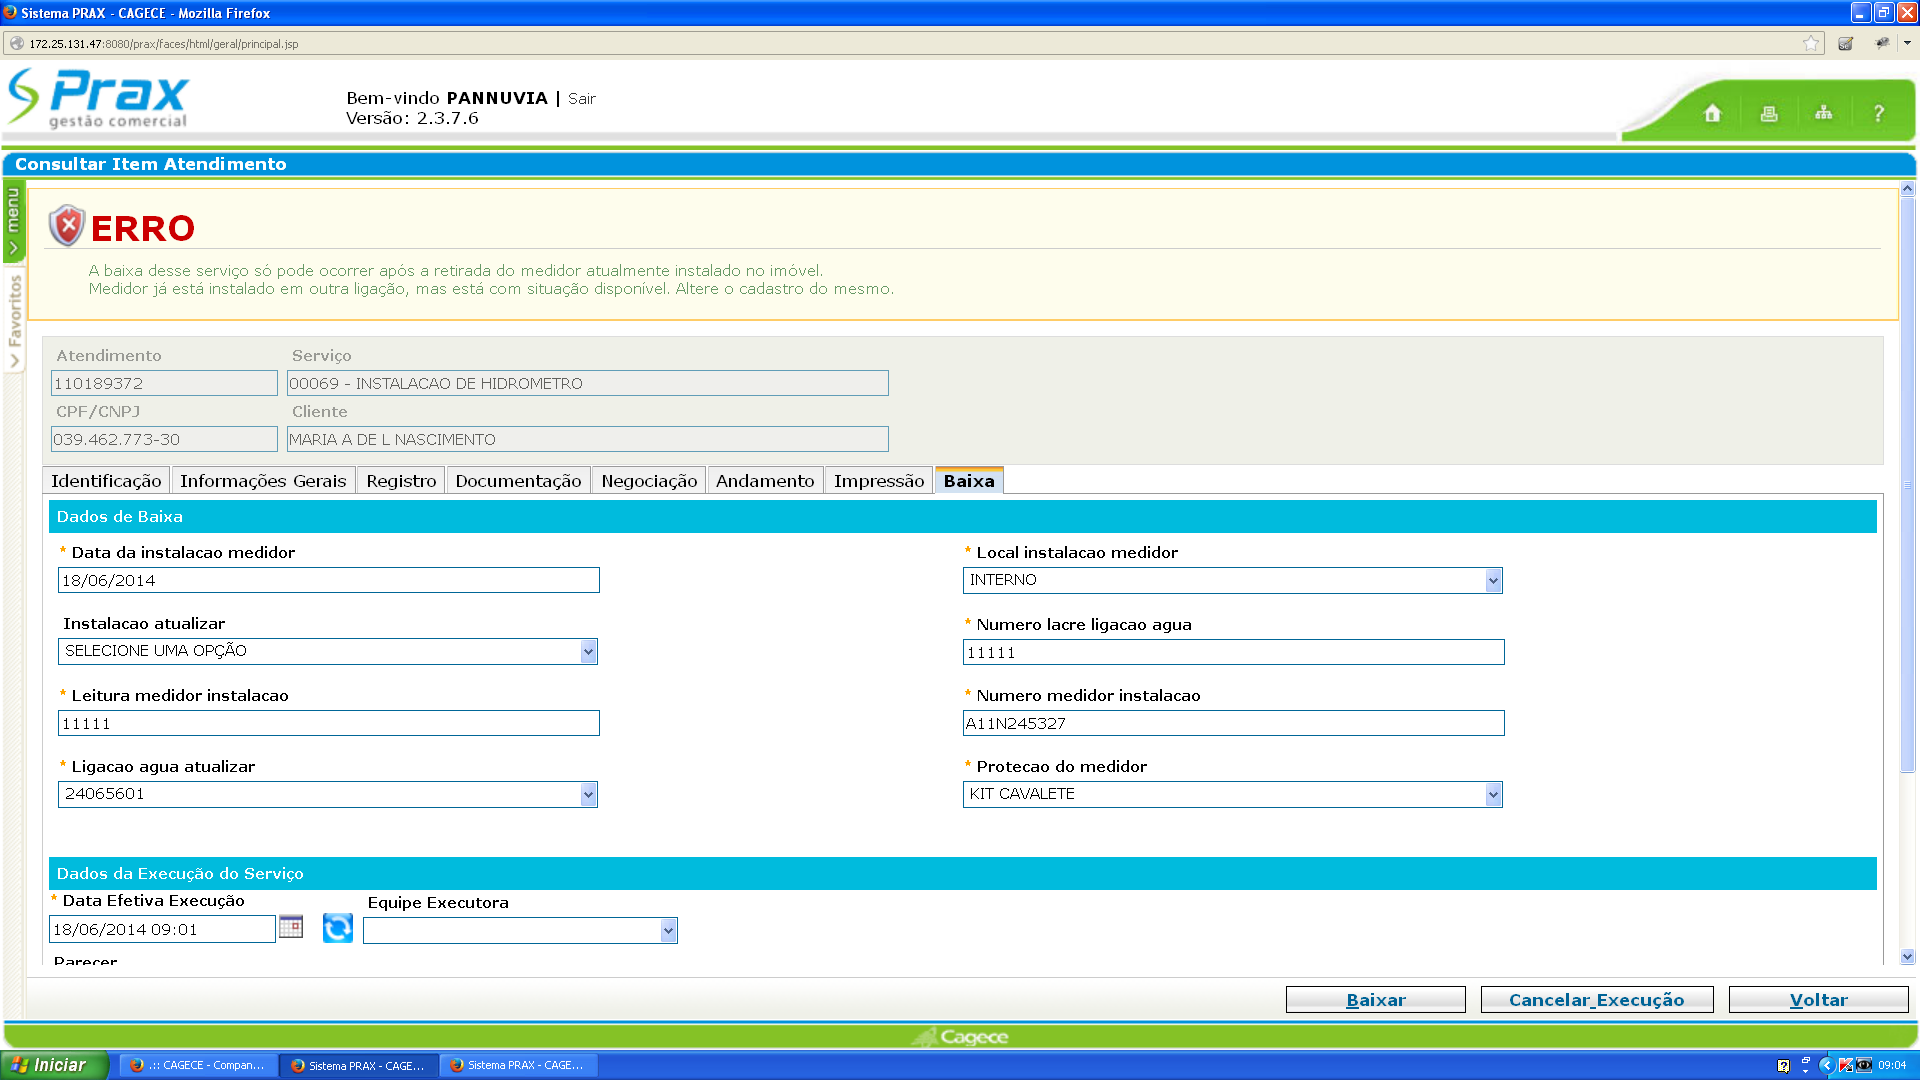 Sistema PRAX - CAGECE - Mozilla Firefox
172.25.131.47:8080/prax/faces/html/geral/principal.jsp
Prax
gestão comercial
Bem-vindo PANNUVIA | Sair
Versão: 2.3.7.6
?
Consultar Item Atendimento
menu
Favoritos
ERRO
A baixa desse serviço só pode ocorrer após a retirada do medidor atualmente instalado no imóvel.
Medidor já está instalado em outra ligação, mas está com situação disponível. Altere o cadastro do mesmo.
Atendimento Serviço
110189372 00069 - INSTALACAO DE HIDROMETRO
CPF/CNPJ Cliente
039.462.773-30 MARIA A DE L NASCIMENTO
Identificação Informações Gerais Registro Documentação Negociação Andamento Impressão Baixa
Dados de Baixa
* Data da instalacao medidor * Local instalacao medidor
18/06/2014 INTERNO
Instalacao atualizar * Numero lacre ligacao agua
SELECIONE UMA OPÇÃO 11111
* Leitura medidor instalacao * Numero medidor instalacao
11111 A11N245327
* Ligacao agua atualizar * Protecao do medidor
24065601 KIT CAVALETE
Dados da Execução do Serviço
* Data Efetiva Execução Equipe Executora
18/06/2014 09:01
Parecer
Baixar Cancelar Execução Voltar
Cagece
Iniciar .:: CAGECE - Compan... Sistema PRAX - CAGE... Sistema PRAX - CAGE... 09:04